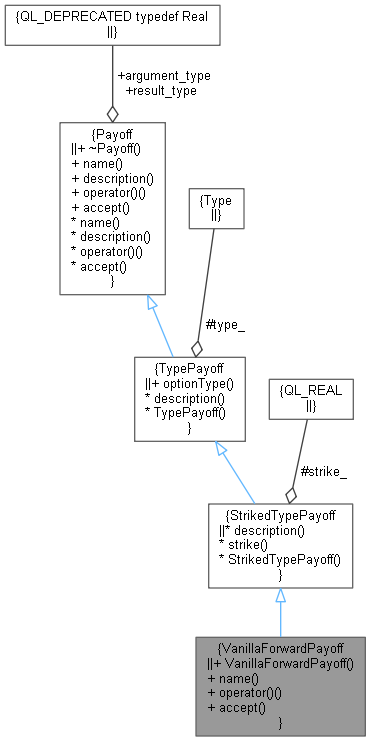 {QL_DEPRECATED typedef Real
||}
+argument_type
+result_type
{Payoff
||+ ~Payoff()
+ name()
+ description()
+ operator()()
+ accept()
* name()
* description()
* operator()()
* accept()
}
{Type
||}
#type_
{TypePayoff
||+ optionType()
* description()
* TypePayoff()
}
{QL_REAL
||}
#strike_
{StrikedTypePayoff
||* description()
* strike()
* StrikedTypePayoff()
}
{VanillaForwardPayoff
||+ VanillaForwardPayoff()
+ name()
+ operator()()
+ accept()
}